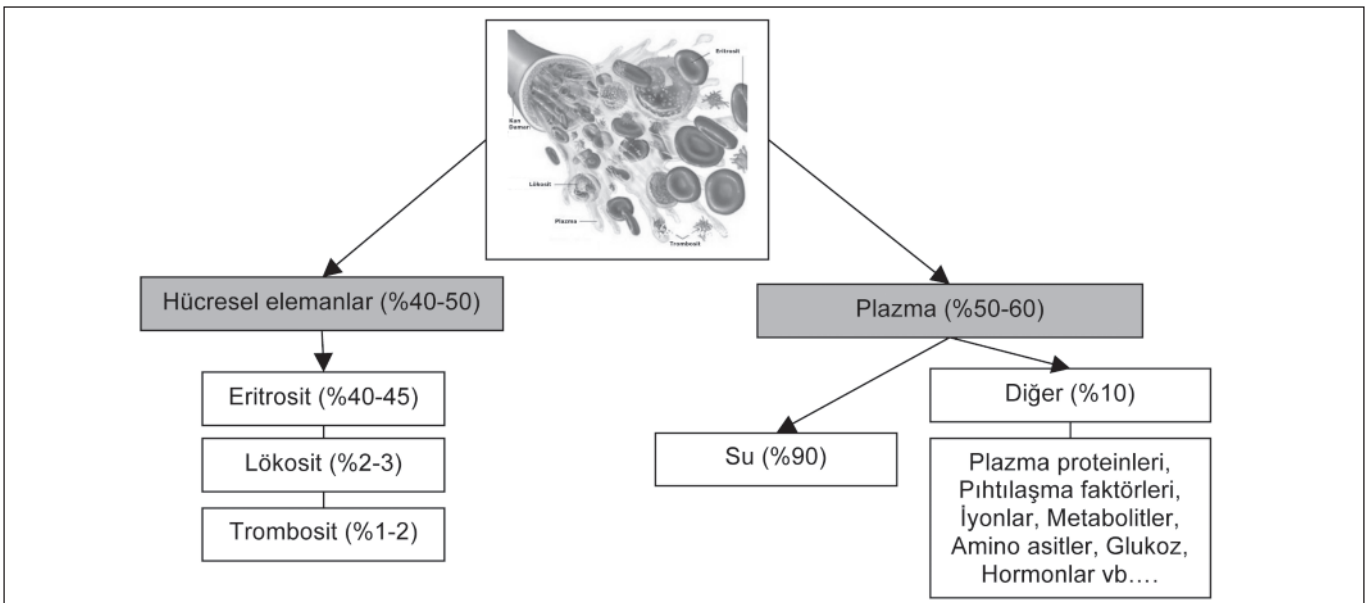 Eritrosit
Kan
Damarı
Lökosit
Plazma
Trombosit
Hücresel elemanlar (%40-50)
Plazma (%50-60)
Eritrosit (%40-45)
Diğer (%10)
Su (%90)
Lökosit (%2-3)
Plazma proteinleri,
Pıhtılaşma faktörleri,
İyonlar, Metabolitler,
Amino asitler, Glukoz,
Hormonlar vb....
Trombosit (%1-2)